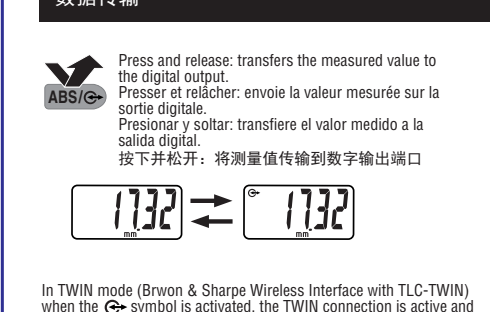 数据传输
Press and release: transfers the measured value to
the digital output.
ABS/
Presser et relâcher: envoie la valeur mesurée sur la
sortie digitale.
Presionar y soltar: transfiere el valor medido a la
salida digital.
按下并松开：将测量值传输到数字输出端口
17.32 mm
17.32 mm
In TWIN mode (Brwon & Sharpe Wireless Interface with TLC-TWIN)
when the symbol is activated, the TWIN connection is active and